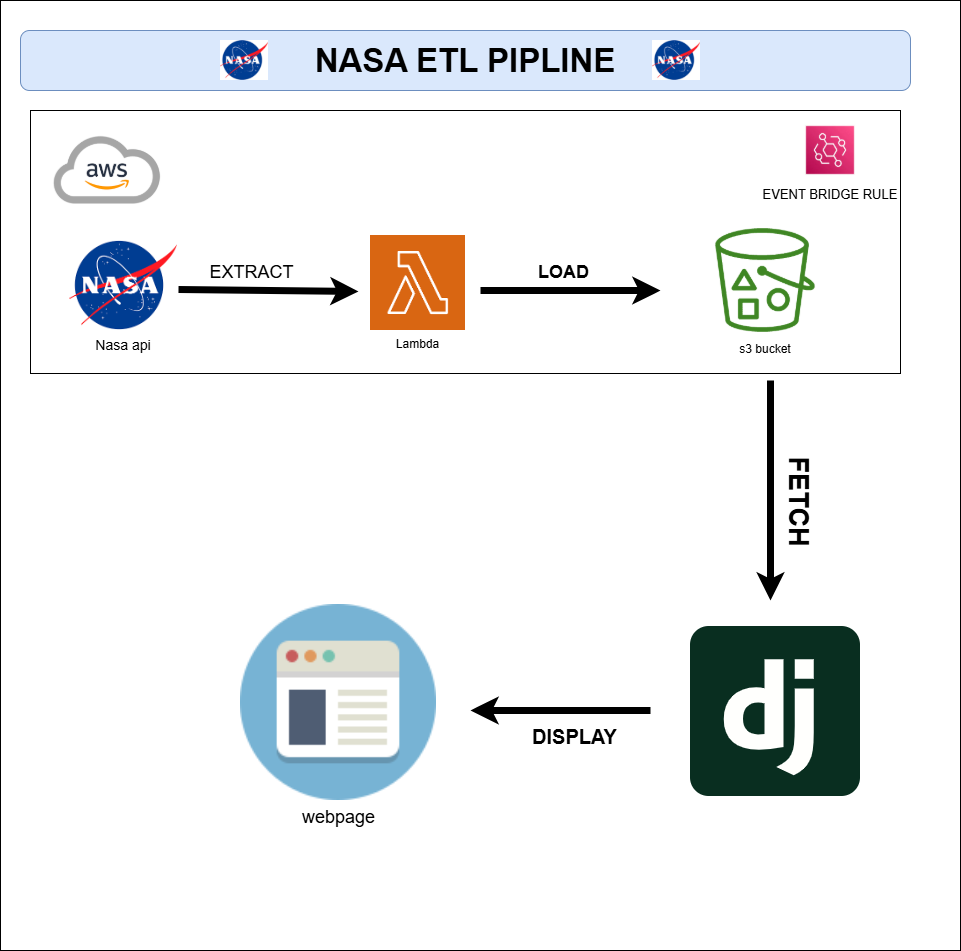 NASA NASA ETL PIPLINE NASA
aws
EVENT BRIDGE RULE
NASA
EXTRACT
LOAD
Nasa api
Lambda
s3 bucket
FETCH
dj
DISPLAY
webpage